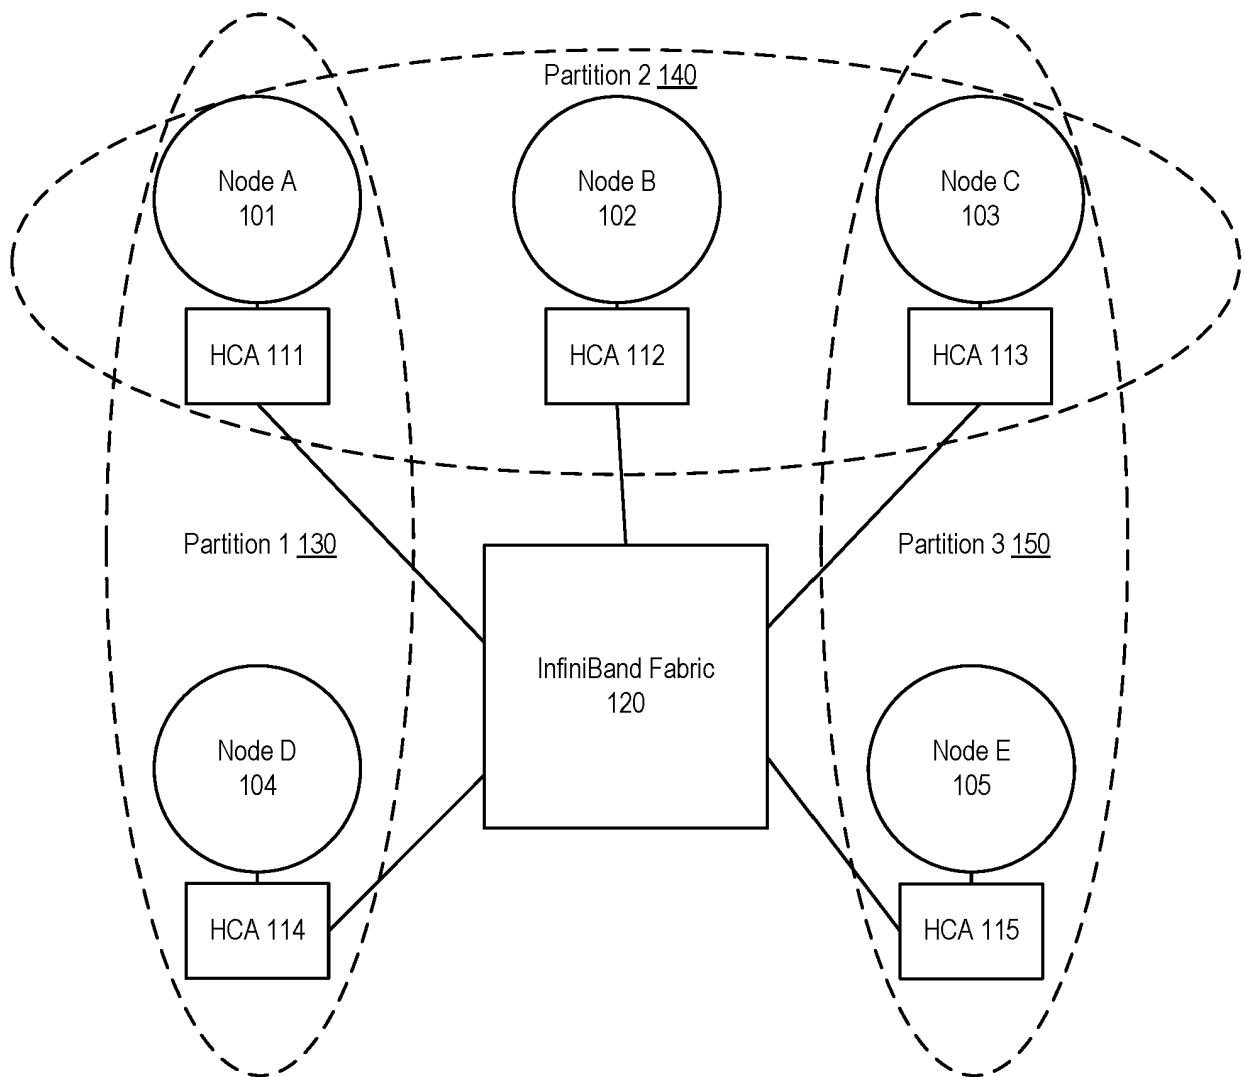 Partition 2 140
Node A
101
Node B
102
Node C
103
HCA 111
HCA 112
HCA 113
Partition 1 130
Partition 3 150
InfiniBand Fabric
120
Node D
104
Node E
105
HCA 114
HCA 115